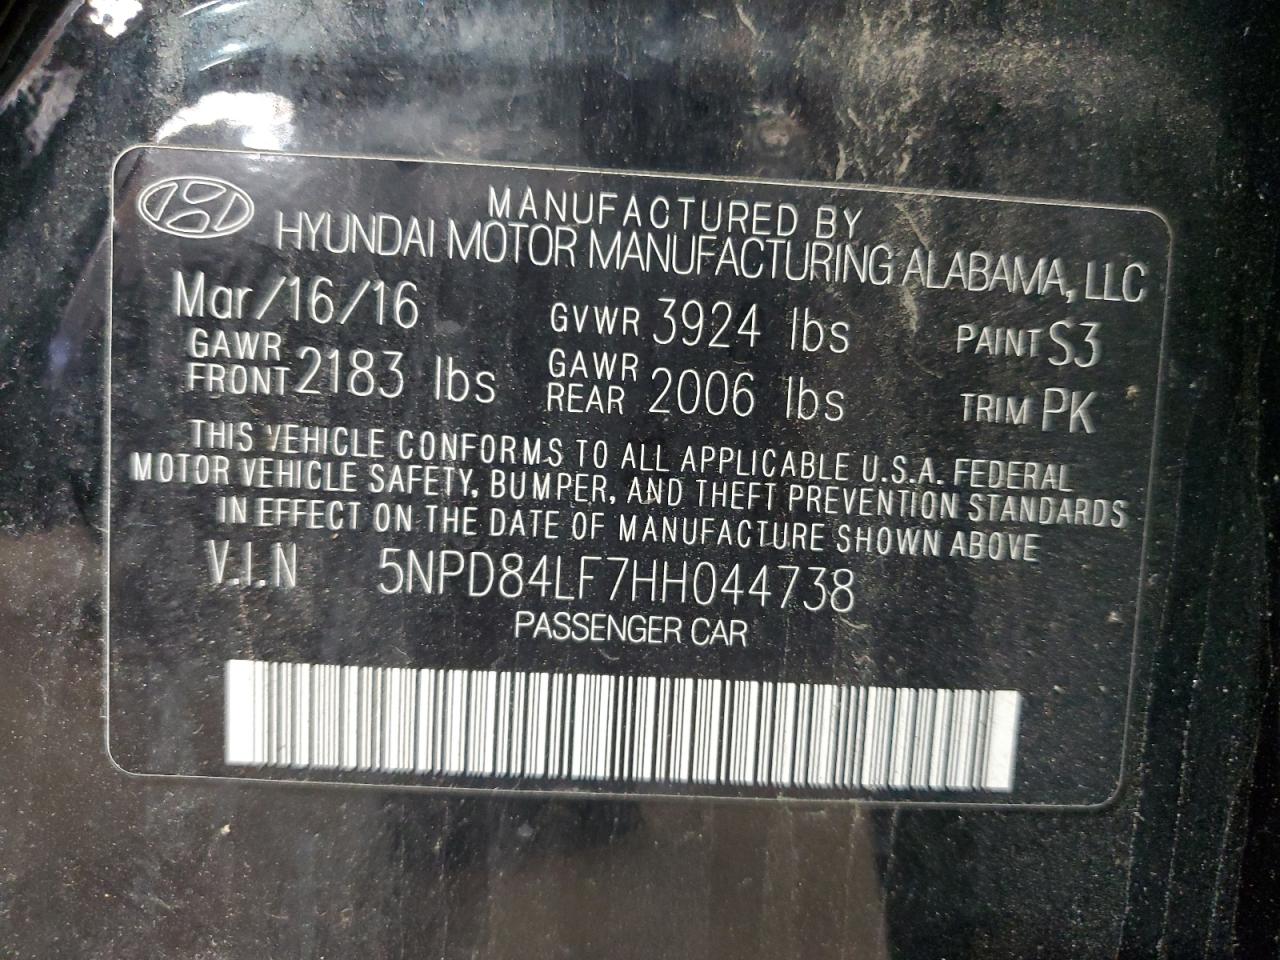 MANUFACTURED BY
HYUNDAI MOTOR MANUFACTURING ALABAMA, LLC
Mar/16/16 GVWR 3924 lbs PAINT S3
GAWR FRONT 2183 lbs GAWR REAR 2006 lbs TRIM PK
THIS VEHICLE CONFORMS TO ALL APPLICABLE U.S.A. FEDERAL
MOTOR VEHICLE SAFETY, BUMPER, AND THEFT PREVENTION STANDARDS
IN EFFECT ON THE DATE OF MANUFACTURE SHOWN ABOVE
V.I.N 5NPD84LF7HH044738
PASSENGER CAR